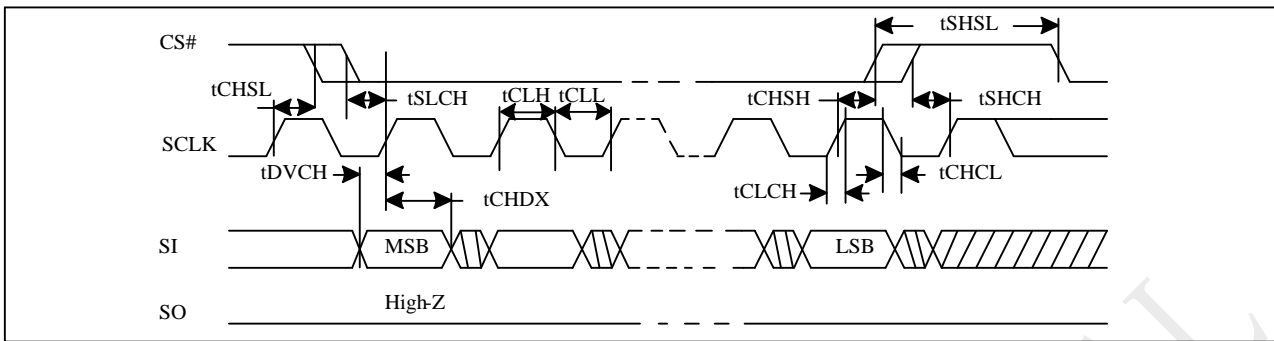 tSHSL
CS#
tCHSL
tSLCH
tCLH
tCLL
tCHSH
tSHCH
SCLK
tDVCH
tCHDX
tCLCH
tCHCL
SI
MSB
LSB
SO
High-Z